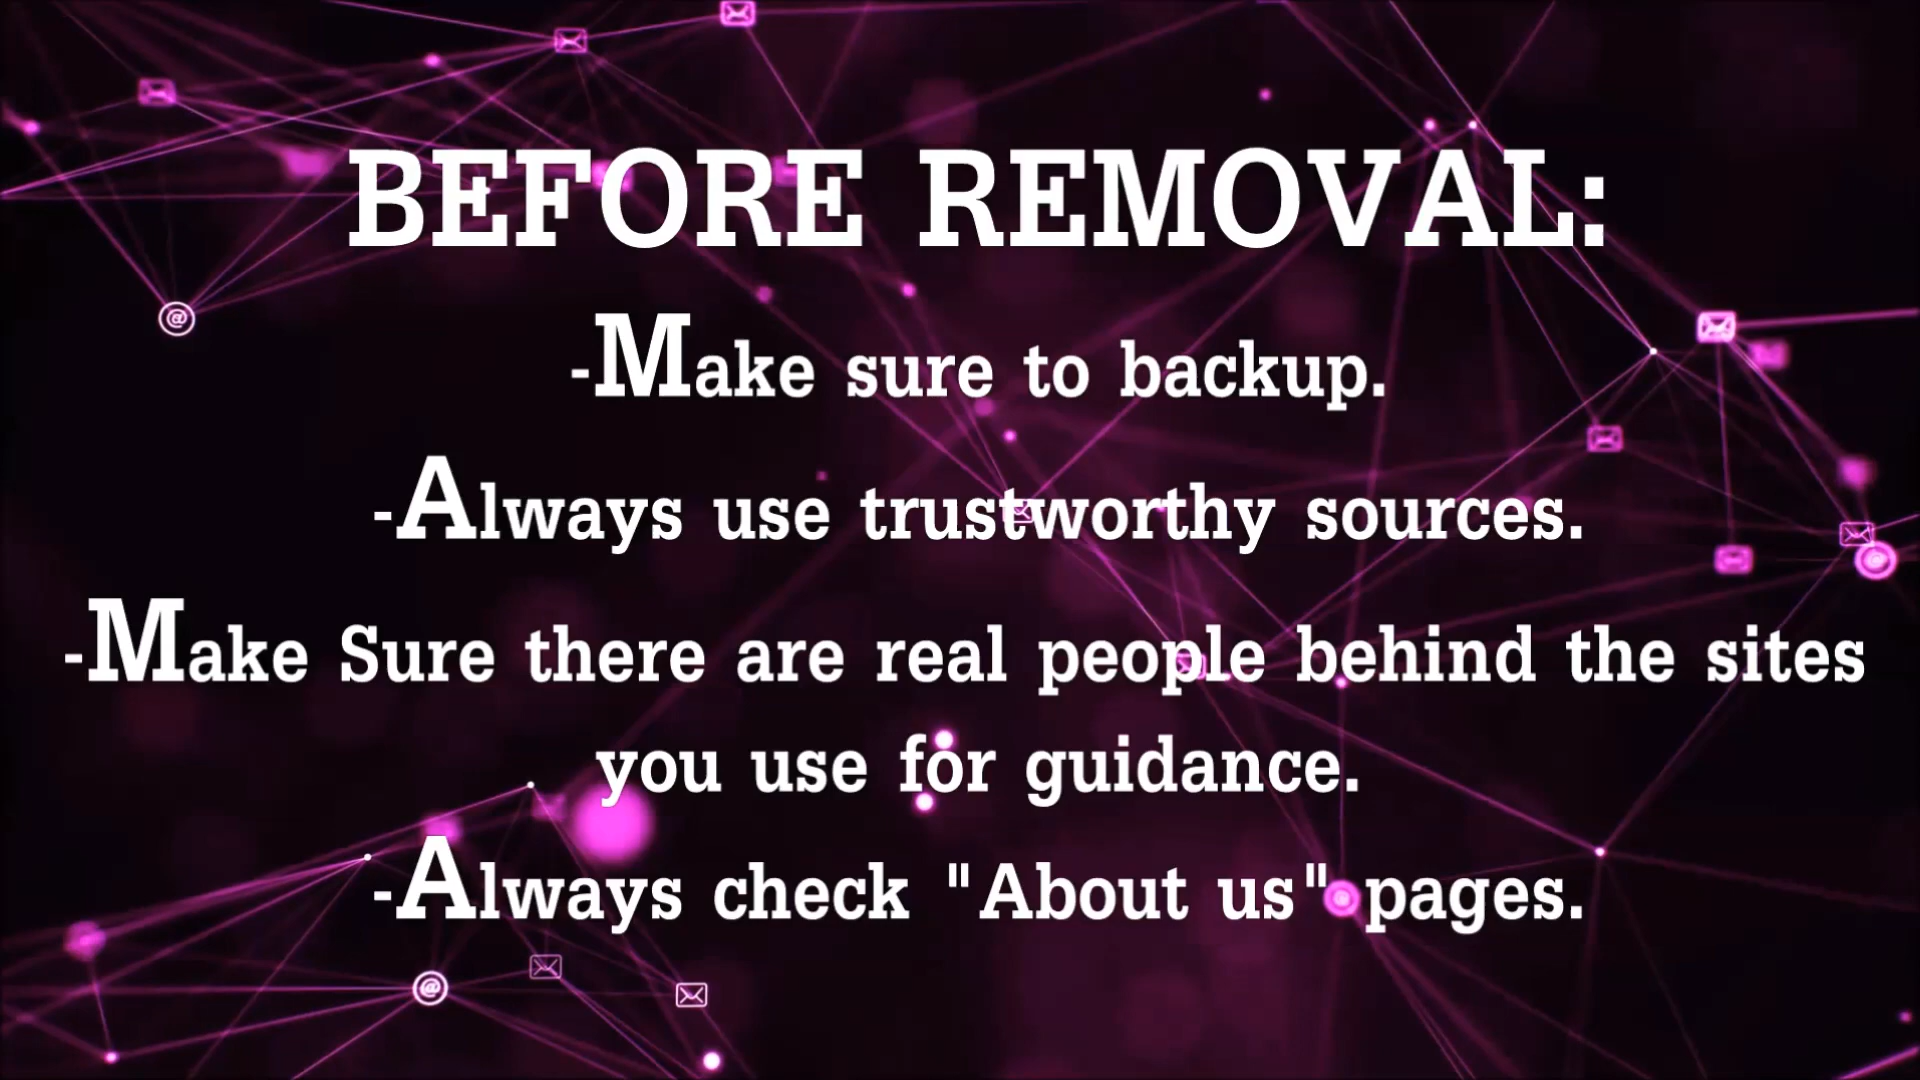 BEFORE REMOVAL:
-Make sure to backup.
-Always use trustworthy sources.
-Make Sure there are real people behind the sites
you use for guidance.
-Always check "About us" pages.